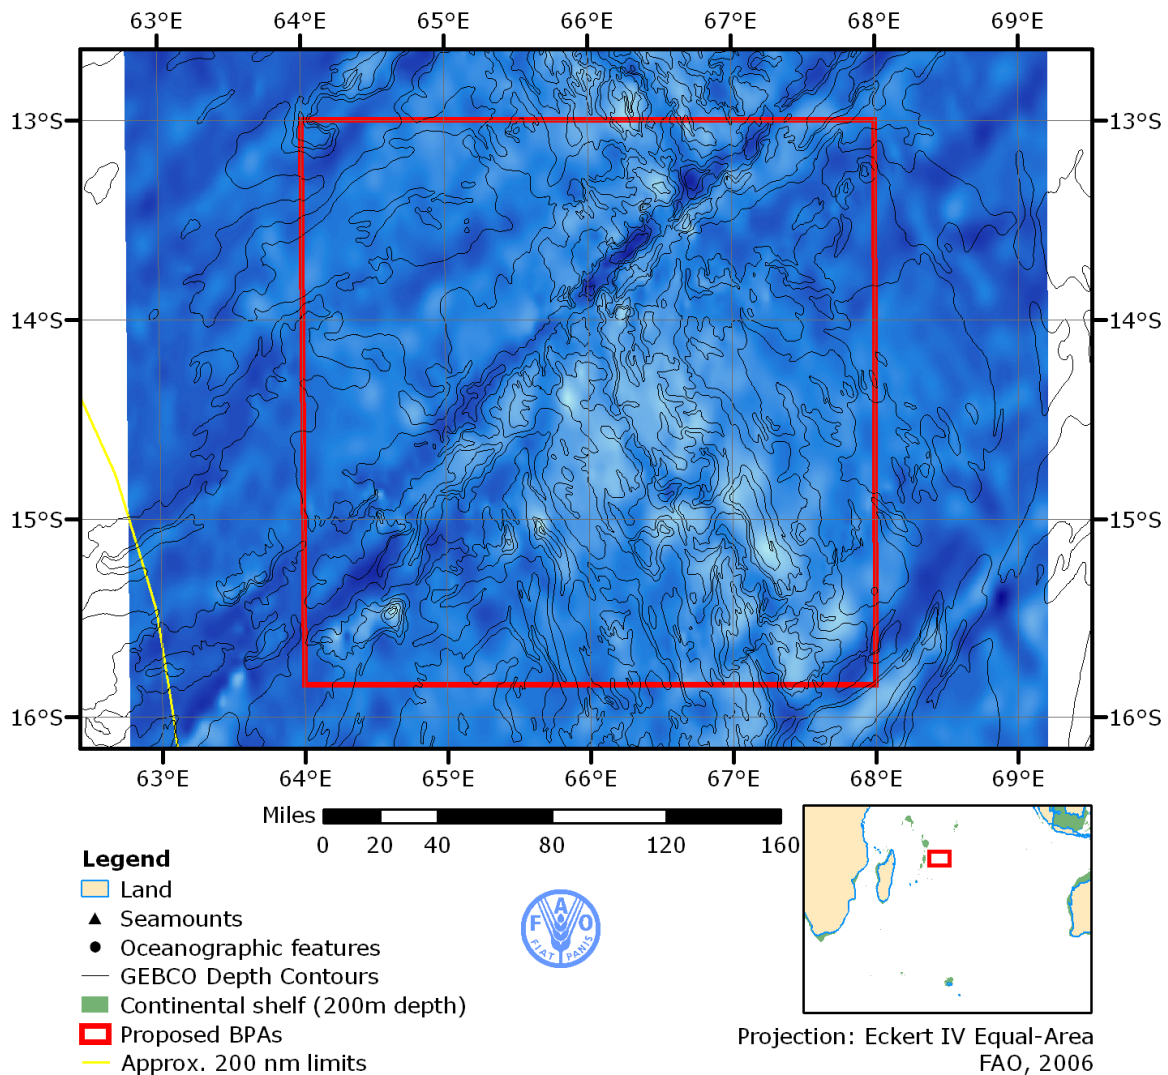 63°E 64°E 65°E 66°E 67°E 68°E 69°E
13°S 13°S
14°S 14°S
15°S 15°S
16°S 16°S
63°E 64°E 65°E 66°E 67°E 68°E 69°E
Miles
0 20 40 80 120 160
Legend
Land
Seamounts
Oceanographic features
GEBCO Depth Contours
Continental shelf (200m depth)
Proposed BPAs
Approx. 200 nm limits
F A O
FIAT PANIS
Projection: Eckert IV Equal-Area
FAO, 2006